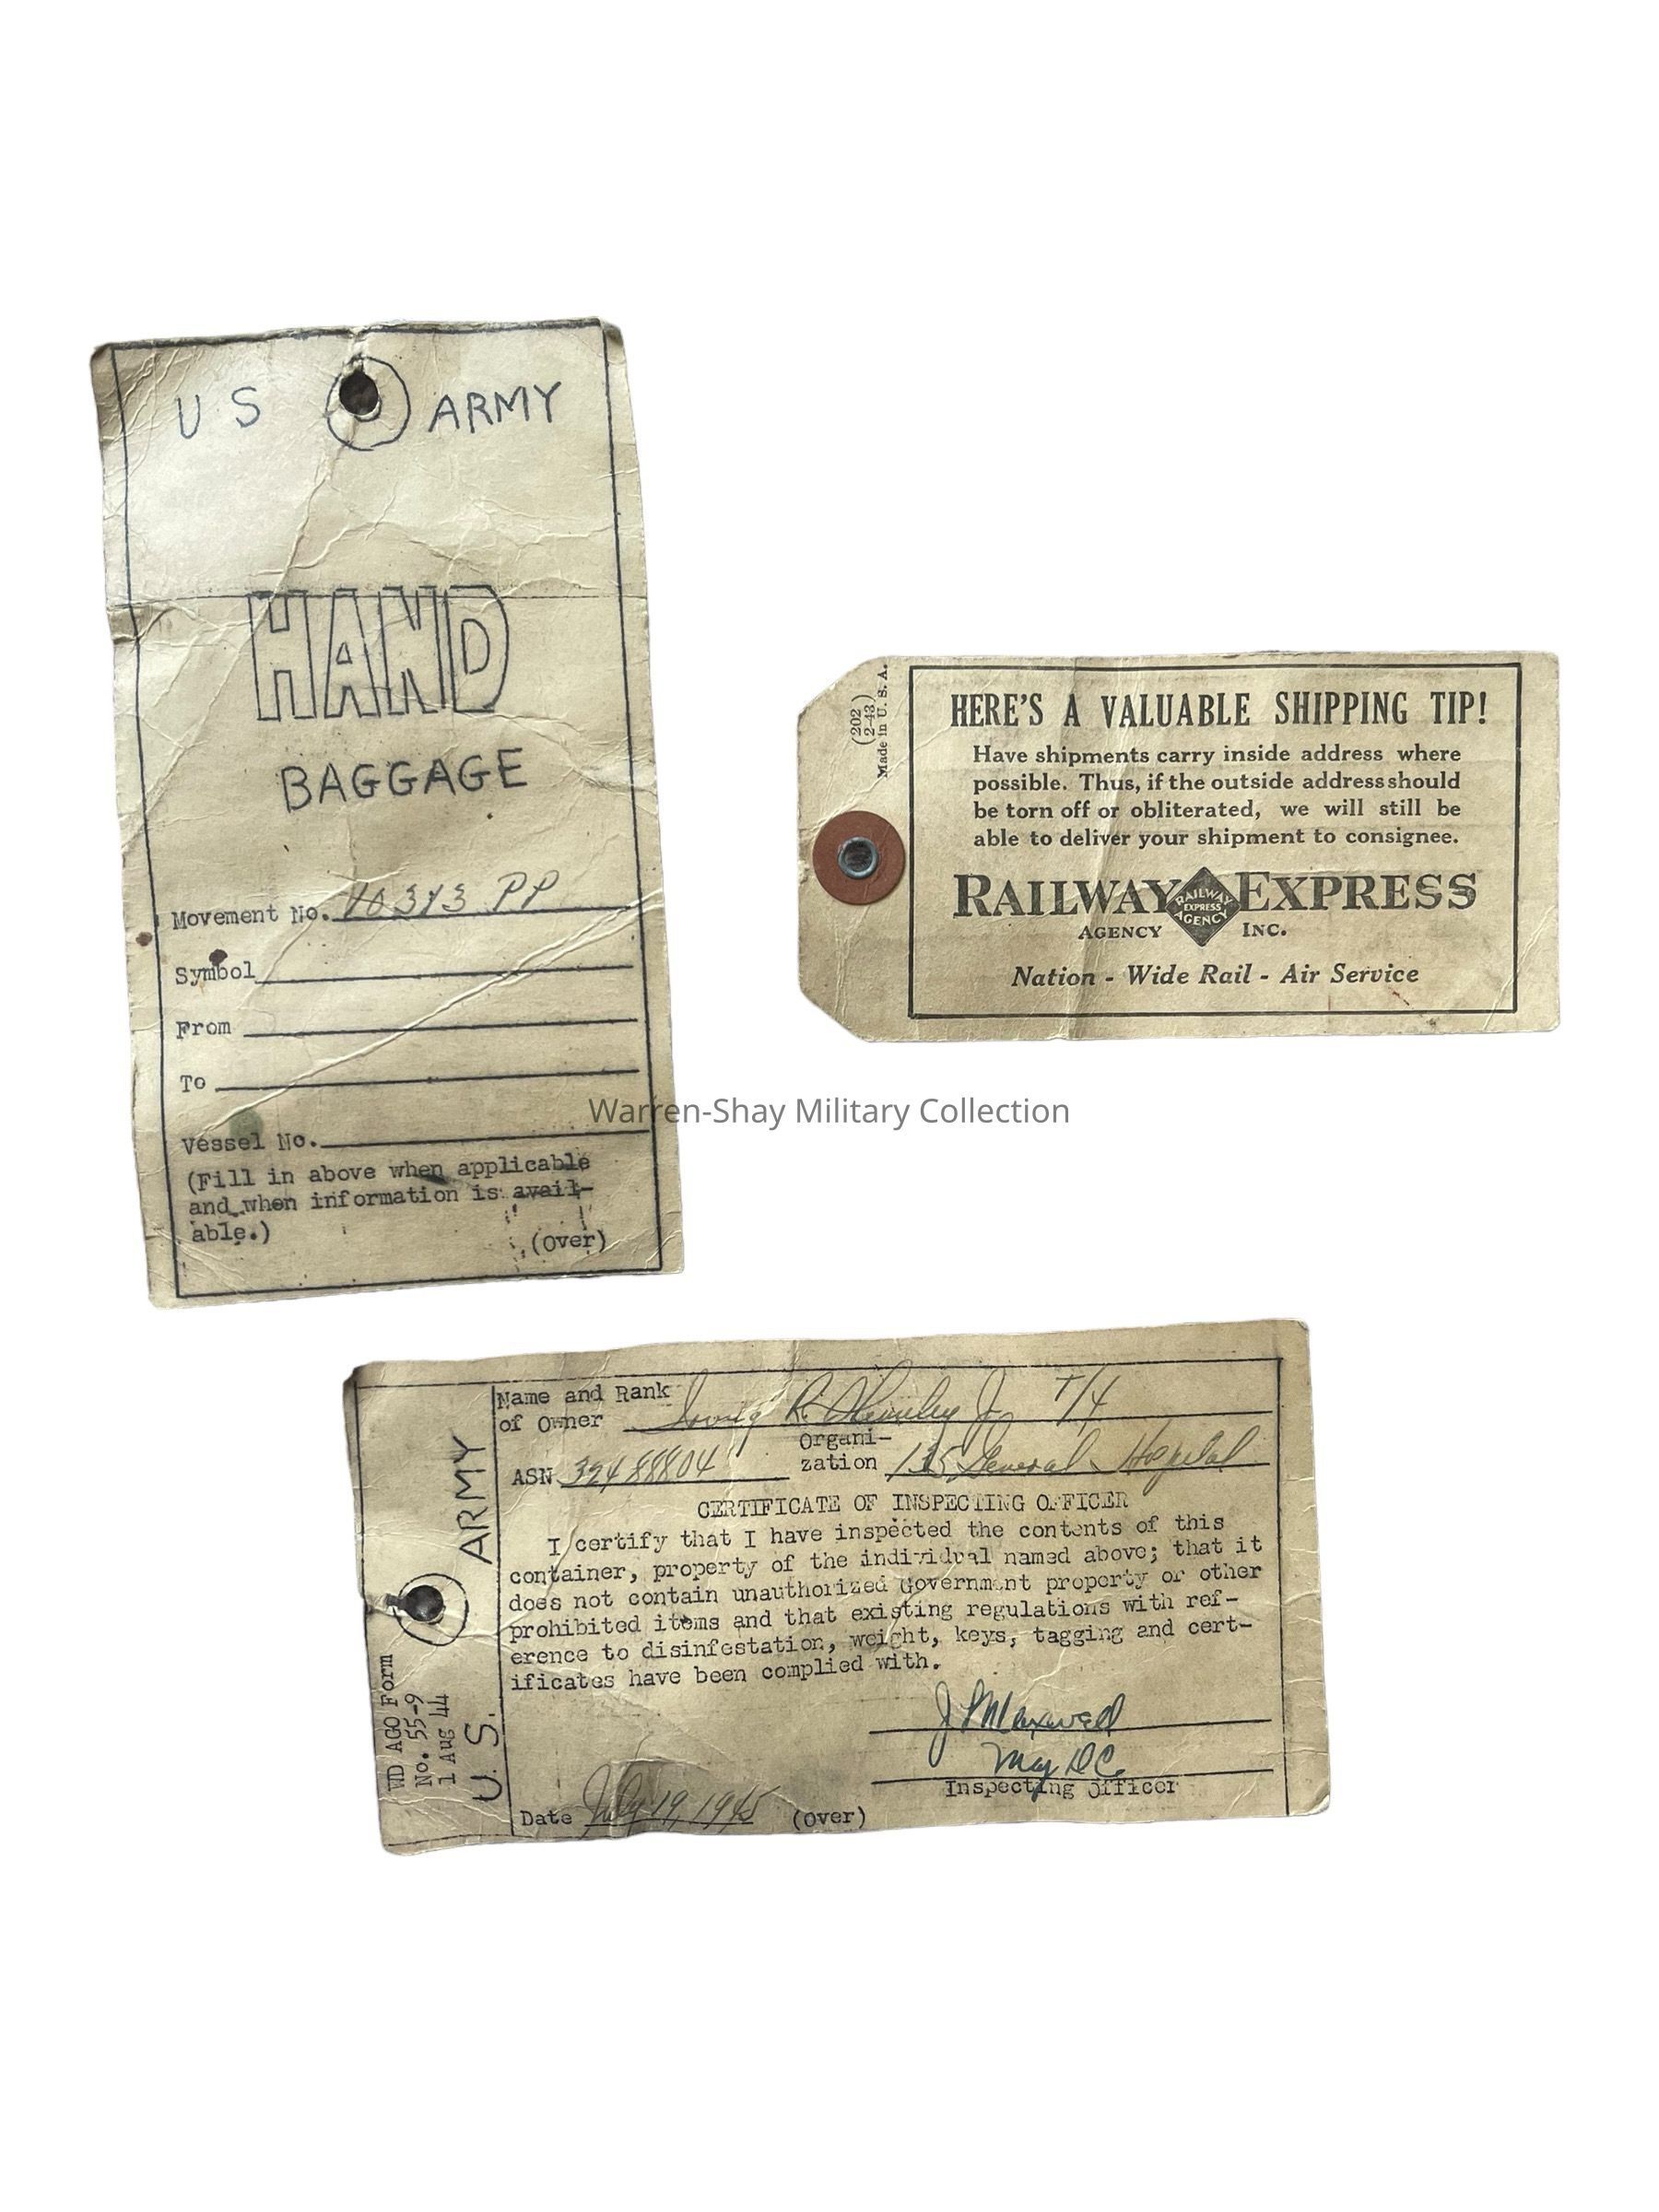 US ARMY
HAND
BAGGAGE
Movement No. 10313 PP
Symbol
From
To
Vessel No.
(Fill in above when applicable
and when information is avail-
able.)
(Over)
(202)
2-43)
Made in U. S. A.
HERE'S A VALUABLE SHIPPING TIP!
Have shipments carry inside address where
possible. Thus, if the outside address should
be torn off or obliterated, we will still be
able to deliver your shipment to consignee.
RAILWAY EXPRESS
RAILWAY
EXPRESS
AGENCY
AGENCY INC.
Nation - Wide Rail - Air Service
Warren-Shay Military Collection
WD AGO Form
No. 55-9
1 Aug 44
U. S. ARMY
Name and Rank
of Owner Irving R. Jr. T/4
ASN 32488804
Organi-
zation 135 General Hospital
CERTIFICATE OF INSPECTING OFFICER
I certify that I have inspected the contents of this
container, property of the individual named above; that it
does not contain unauthorized Government property or other
prohibited items and that existing regulations with ref-
erence to disinfestation, weight, keys, tagging and cert-
ificates have been complied with.
J P Maxwell
Maj DC
Inspecting Officer
Date July 19, 1945 (over)